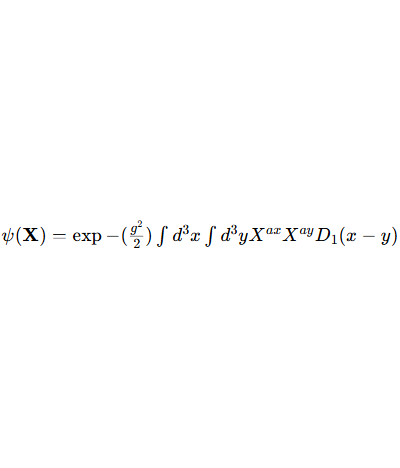 ψ(𝐗) = exp −(g²/2) ∫ d³x ∫ d³y X^{ax} X^{ay} D₁(x − y)